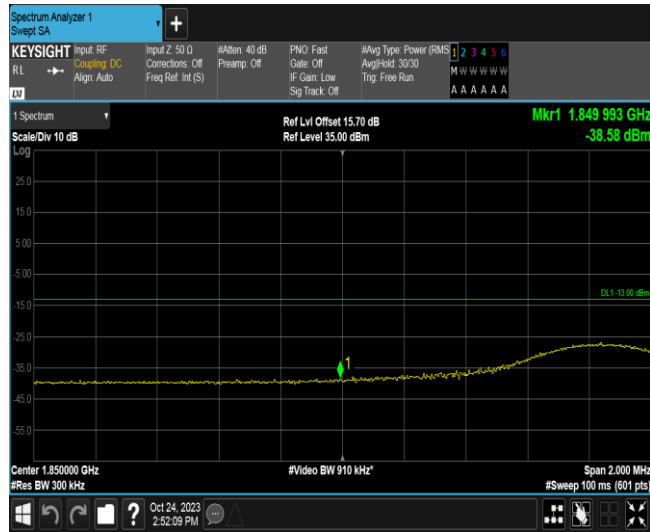 Spectrum Analyzer 1
Swept SA
KEYSIGHT
RL
LXI
Input: RF
Coupling: DC
Align: Auto
Input Z: 50 Ω
Corrections: Off
Freq Ref: Int (S)
#Atten: 40 dB
Preamp: Off
PNO: Fast
Gate: Off
IF Gain: Low
Sig Track: Off
#Avg Type: Power (RMS
Avg|Hold: 30/30
Trig: Free Run
1 2 3 4 5 6
M W W W W W
A A A A A A
1 Spectrum
Scale/Div 10 dB
Log
Ref Lvl Offset 15.70 dB
Ref Level 35.00 dBm
Mkr1 1.849 993 GHz
-38.58 dBm
25.0
15.0
5.00
-5.00
DL1 -13.00 dBm
-15.0
-25.0
1
-35.0
-45.0
-55.0
Center 1.850000 GHz
#Res BW 300 kHz
#Video BW 910 kHz*
Span 2.000 MHz
#Sweep 100 ms (601 pts)
?
Oct 24, 2023
2:52:09 PM